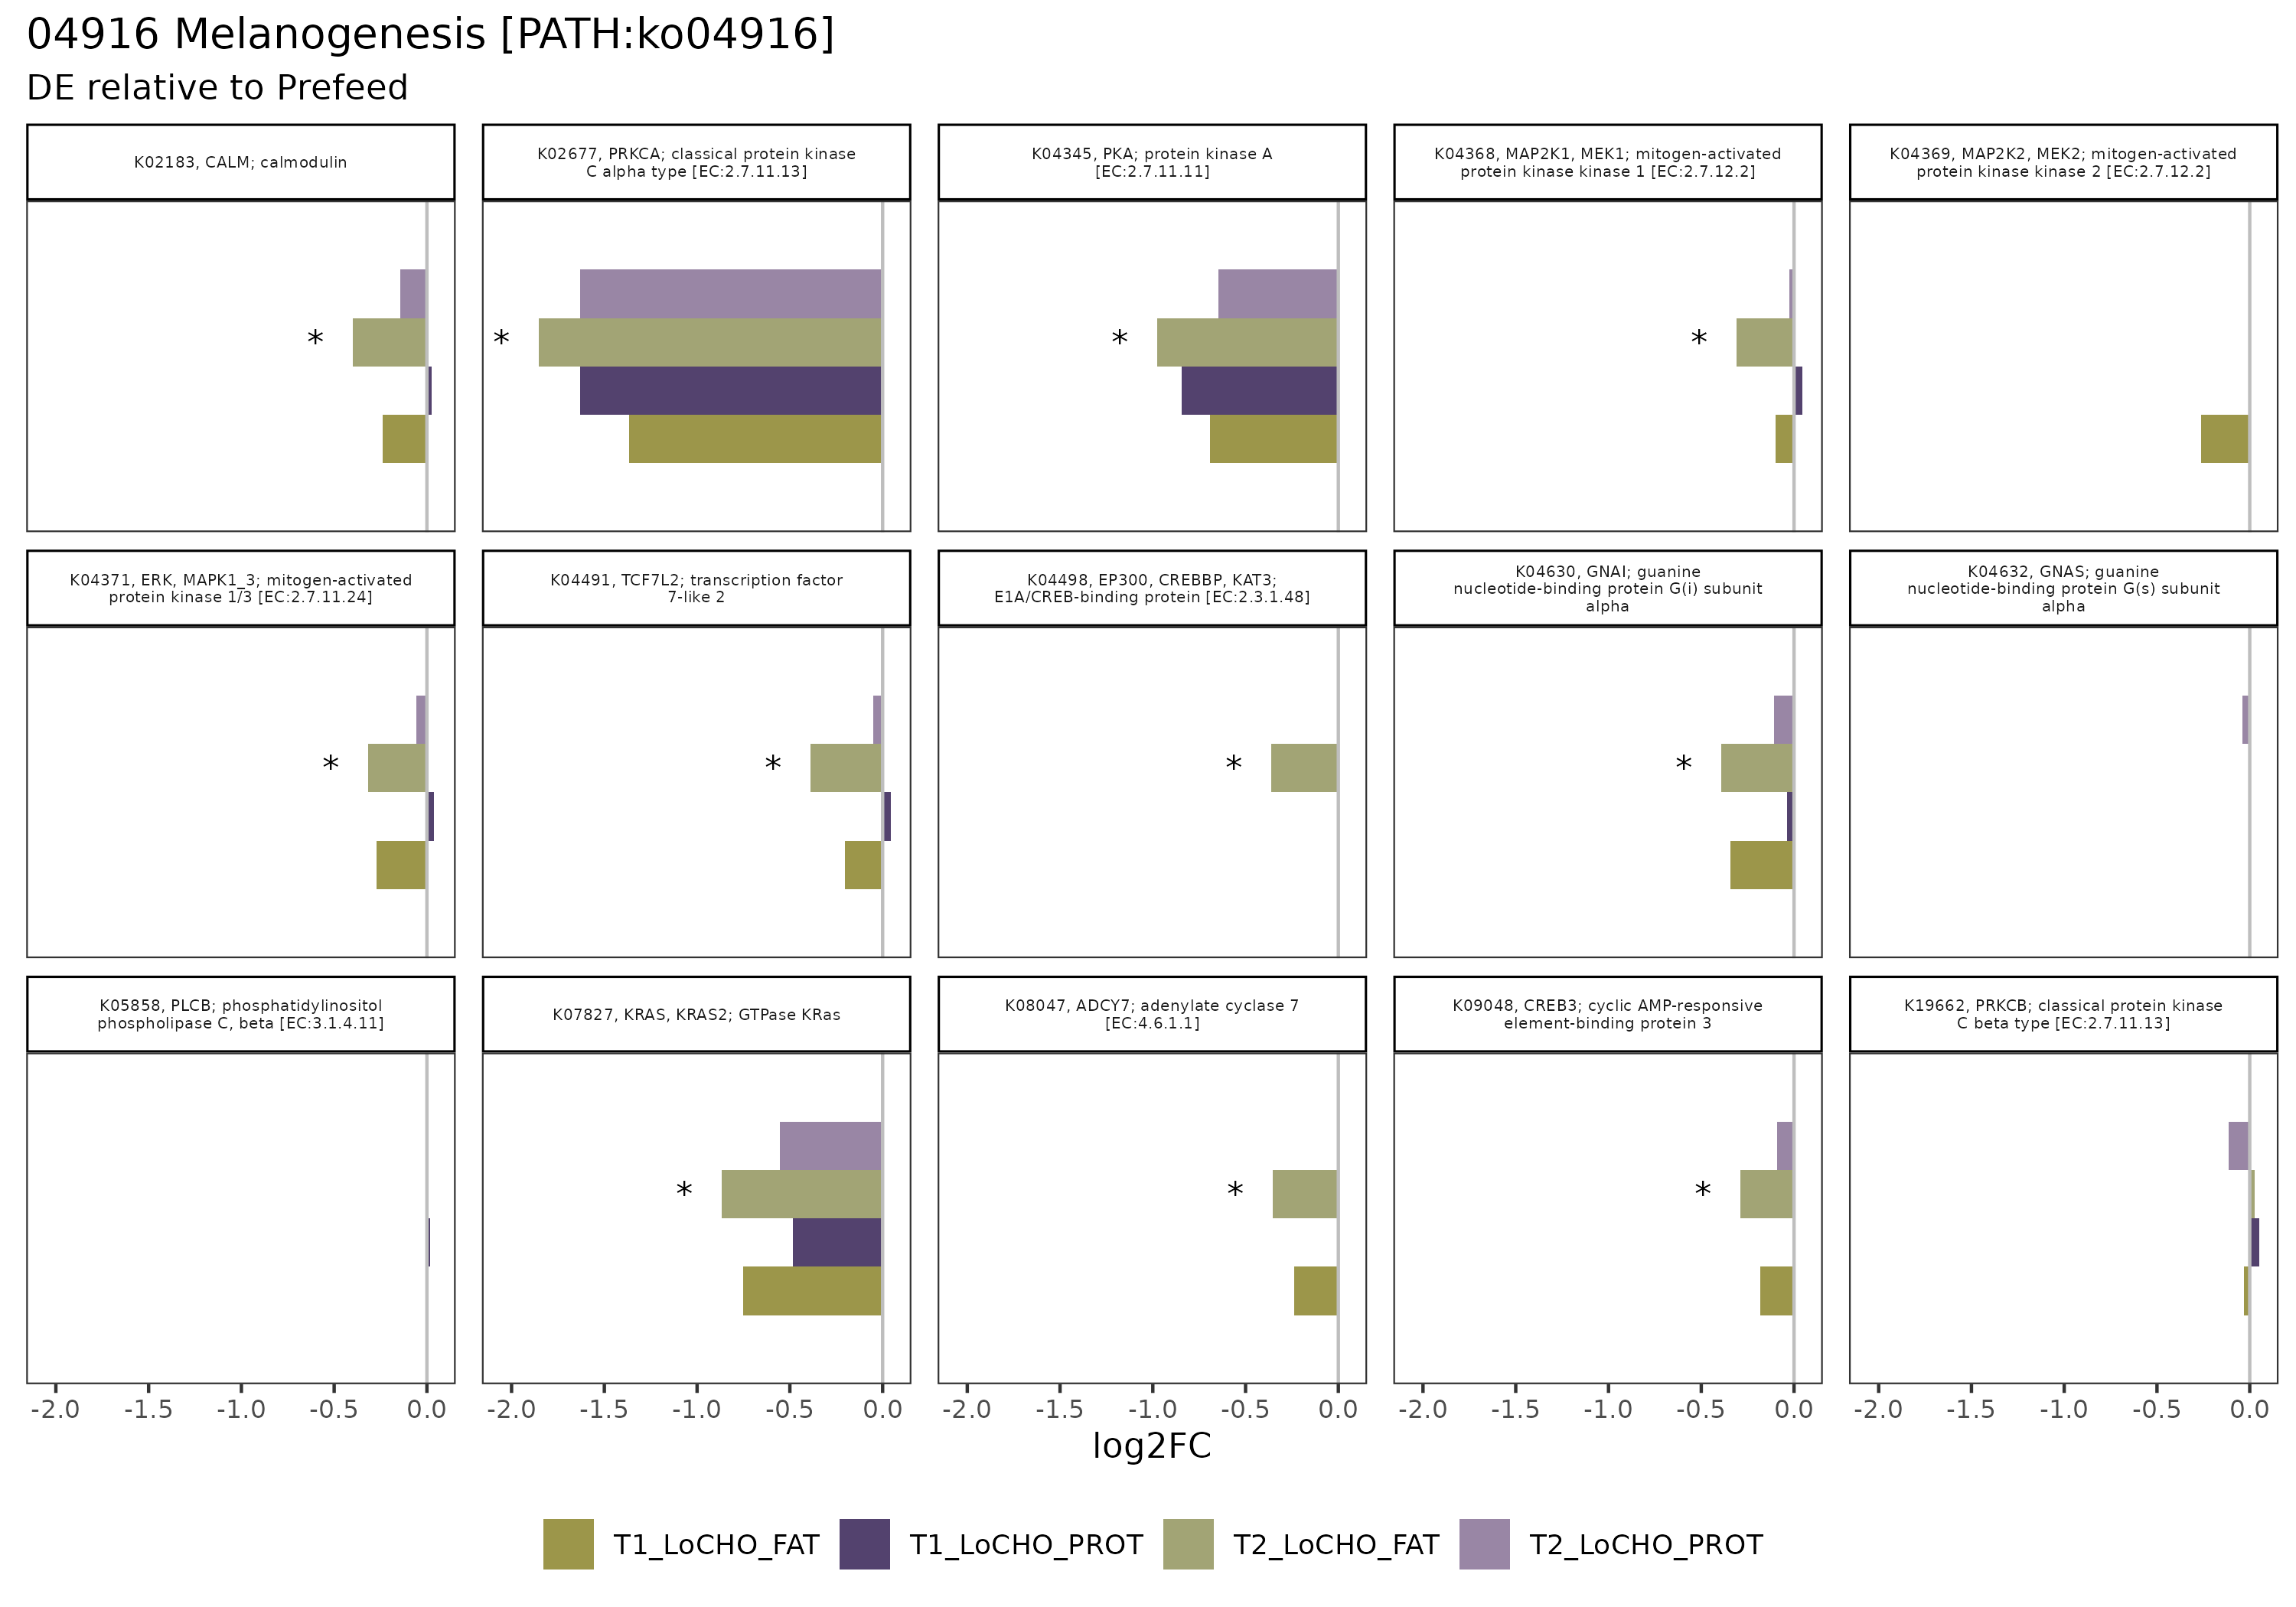 04916 Melanogenesis [PATH:ko04916]
DE relative to Prefeed
K02183, CALM; calmodulin
K02677, PRKCA; classical protein kinase
C alpha type [EC:2.7.11.13]
K04345, PKA; protein kinase A
[EC:2.7.11.11]
K04368, MAP2K1, MEK1; mitogen-activated
protein kinase kinase 1 [EC:2.7.12.2]
K04369, MAP2K2, MEK2; mitogen-activated
protein kinase kinase 2 [EC:2.7.12.2]
*
*
*
*
K04371, ERK, MAPK1_3; mitogen-activated
protein kinase 1/3 [EC:2.7.11.24]
K04491, TCF7L2; transcription factor
7-like 2
K04498, EP300, CREBBP, KAT3;
E1A/CREB-binding protein [EC:2.3.1.48]
K04630, GNAI; guanine
nucleotide-binding protein G(i) subunit
alpha
K04632, GNAS; guanine
nucleotide-binding protein G(s) subunit
alpha
*
*
*
*
K05858, PLCB; phosphatidylinositol
phospholipase C, beta [EC:3.1.4.11]
K07827, KRAS, KRAS2; GTPase KRas
K08047, ADCY7; adenylate cyclase 7
[EC:4.6.1.1]
K09048, CREB3; cyclic AMP-responsive
element-binding protein 3
K19662, PRKCB; classical protein kinase
C beta type [EC:2.7.11.13]
*
*
*
-2.0 -1.5 -1.0 -0.5 0.0
-2.0 -1.5 -1.0 -0.5 0.0
-2.0 -1.5 -1.0 -0.5 0.0
-2.0 -1.5 -1.0 -0.5 0.0
-2.0 -1.5 -1.0 -0.5 0.0
log2FC
T1_LoCHO_FAT T1_LoCHO_PROT T2_LoCHO_FAT T2_LoCHO_PROT